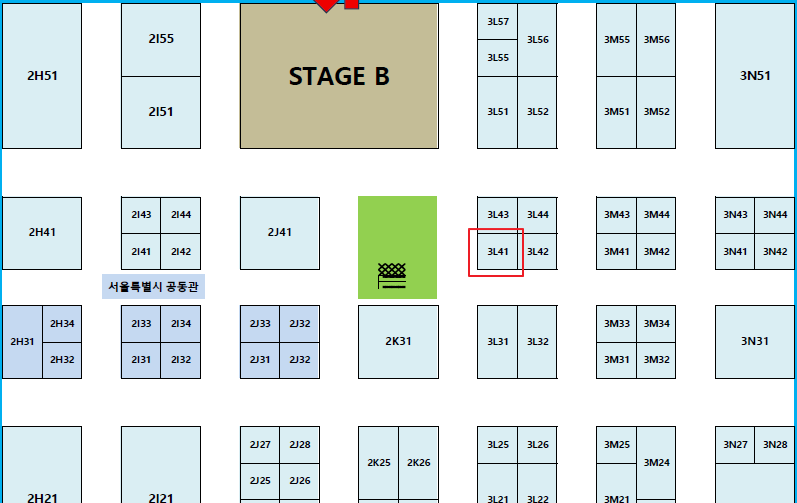 2H51
2I55
2I51
STAGE B
3L57
3L55
3L56
3L51
3L52
3M55
3M56
3M51
3M52
3N51
2H41
2I43
2I44
2I41
2I42
2J41
3L43
3L44
3L41
3L42
3M43
3M44
3M41
3M42
3N43
3N44
3N41
3N42
서울특별시 공동관
2H31
2H34
2H32
2I33
2I34
2I31
2I32
2J33
2J32
2J31
2J32
2K31
3L31
3L32
3M33
3M34
3M31
3M32
3N31
2H21
2I21
2J27
2J28
2J25
2J26
2K25
2K26
3L25
3L26
3L21
3L22
3M25
3M24
3M21
3N27
3N28